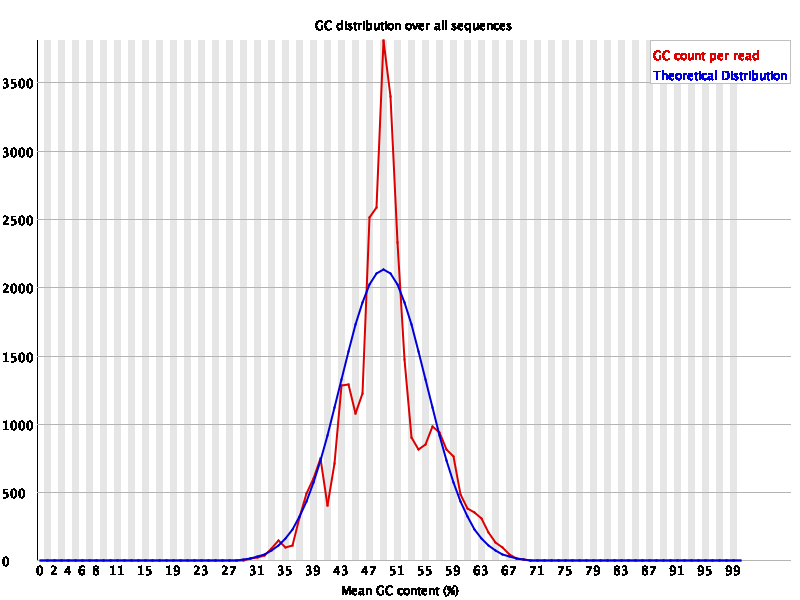 GC distribution over all sequences
GC count per read
Theoretical Distribution
3500
3000
2500
2000
1500
1000
500
0
0 2 4 6 8 11 15 19 23 27 31 35 39 43 47 51 55 59 63 67 71 75 79 83 87 91 95 99
Mean GC content (%)